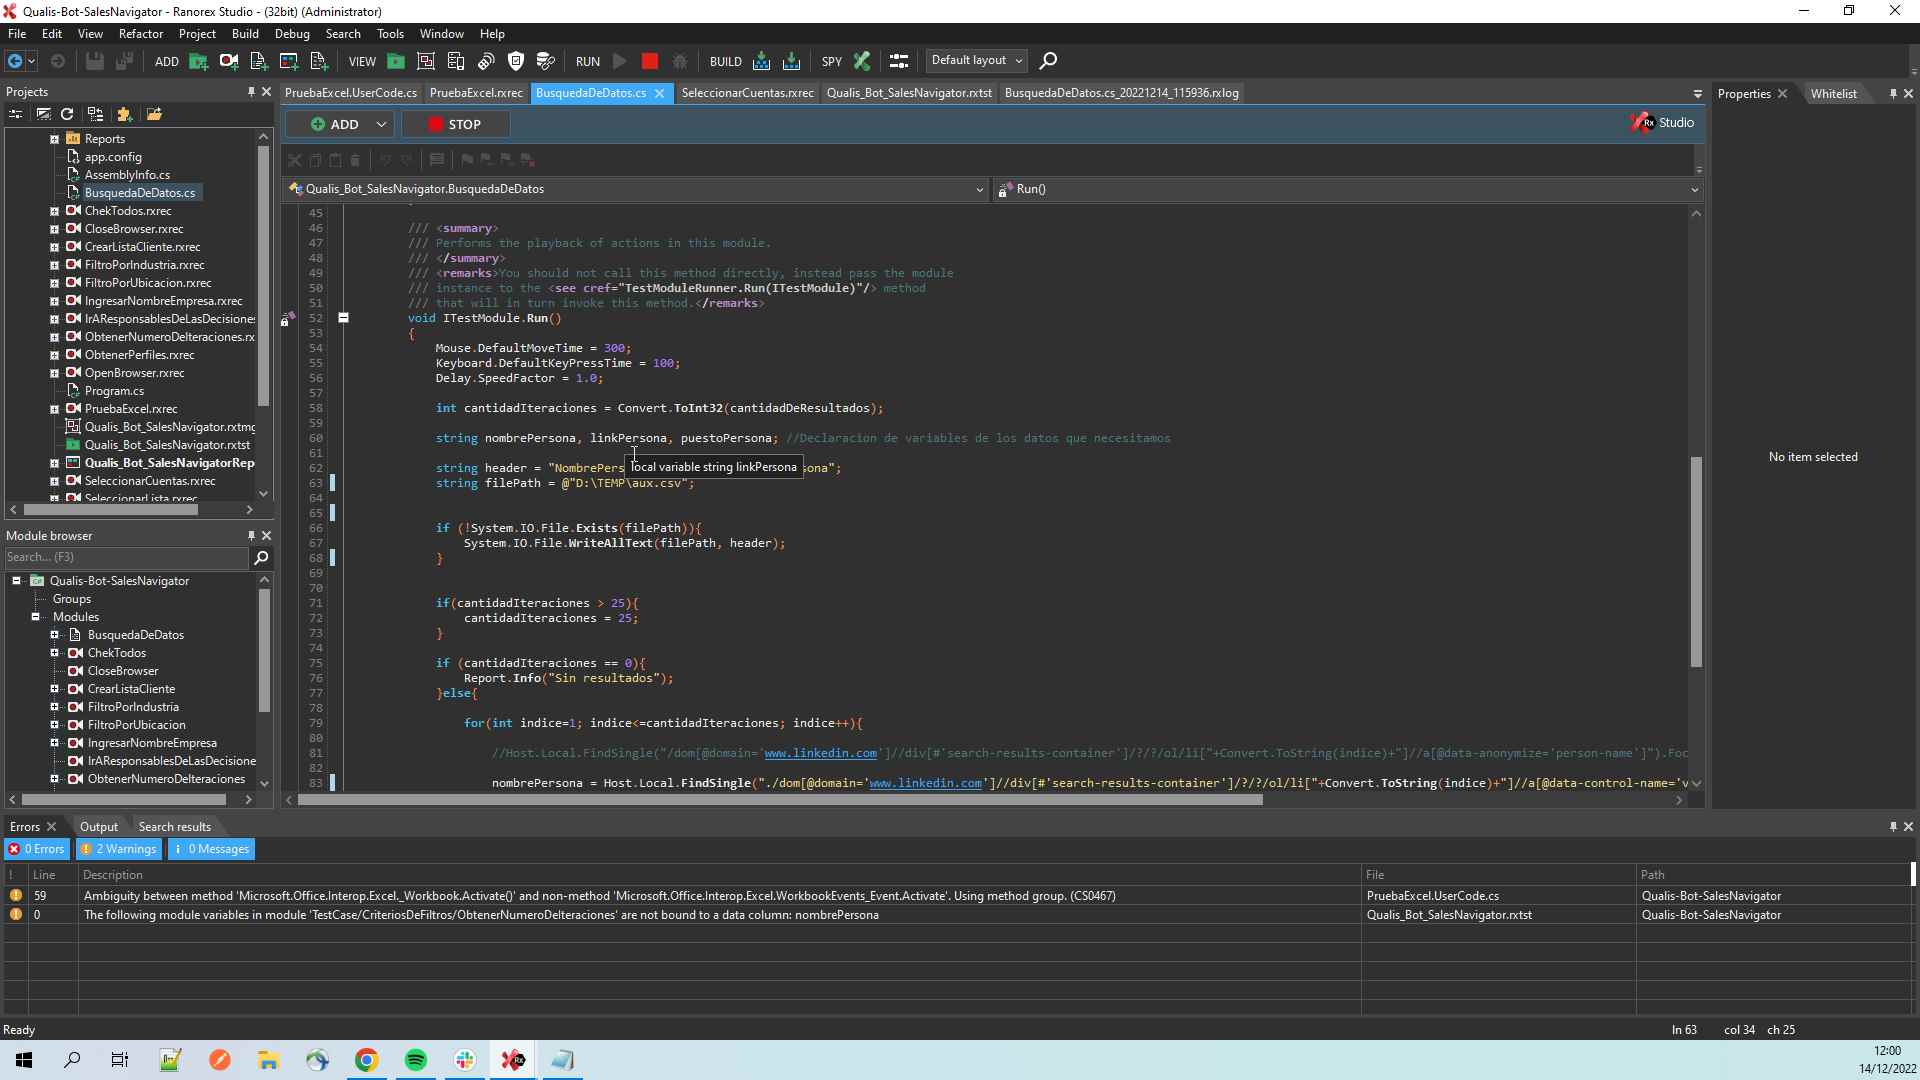 Qualis-Bot-SalesNavigator - Ranorex Studio - (32bit) (Administrator)
File Edit View Refactor Project Build Debug Search Tools Window Help
ADD VIEW RUN BUILD SPY Default layout
Projects
Reports
app.config
AssemblyInfo.cs
BusquedaDeDatos.cs
ChekTodos.rxrec
CloseBrowser.rxrec
CrearListaCliente.rxrec
FiltroPorIndustria.rxrec
FiltroPorUbicacion.rxrec
IngresarNombreEmpresa.rxrec
IrAResponsablesDeLasDecisione
ObtenerNumeroDeIteraciones.rx
ObtenerPerfiles.rxrec
OpenBrowser.rxrec
Program.cs
PruebaExcel.rxrec
Qualis_Bot_SalesNavigator.rxtmg
Qualis_Bot_SalesNavigator.rxtst
Qualis_Bot_SalesNavigatorRep
SeleccionarCuentas.rxrec
SeleccionarLista.rxrec
Module browser
Search... (F3)
Qualis-Bot-SalesNavigator
Groups
Modules
BusquedaDeDatos
ChekTodos
CloseBrowser
CrearListaCliente
FiltroPorIndustria
FiltroPorUbicacion
IngresarNombreEmpresa
IrAResponsablesDeLasDecisione
ObtenerNumeroDeIteraciones
PruebaExcel.UserCode.cs PruebaExcel.rxrec BusquedaDeDatos.cs SeleccionarCuentas.rxrec Qualis_Bot_SalesNavigator.rxtst BusquedaDeDatos.cs_20221214_115936.rxlog
ADD STOP Rx Studio
Qualis_Bot_SalesNavigator.BusquedaDeDatos Run()
45
46 /// <summary>
47 /// Performs the playback of actions in this module.
48 /// </summary>
49 /// <remarks>You should not call this method directly, instead pass the module
50 /// instance to the <see cref="TestModuleRunner.Run(ITestModule)"/> method
51 /// that will in turn invoke this method.</remarks>
52 void ITestModule.Run()
53 {
54 Mouse.DefaultMoveTime = 300;
55 Keyboard.DefaultKeyPressTime = 100;
56 Delay.SpeedFactor = 1.0;
57
58 int cantidadIteraciones = Convert.ToInt32(cantidadDeResultados);
59
60 string nombrePersona, linkPersona, puestoPersona; //Declaracion de variables de los datos que necesitamos
61
62 string header = "NombrePers ona";
local variable string linkPersona
63 string filePath = @"D:\TEMP\aux.csv";
64
65
66 if (!System.IO.File.Exists(filePath)){
67 System.IO.File.WriteAllText(filePath, header);
68 }
69
70
71 if(cantidadIteraciones > 25){
72 cantidadIteraciones = 25;
73 }
74
75 if (cantidadIteraciones == 0){
76 Report.Info("Sin resultados");
77 }else{
78
79 for(int indice=1; indice<=cantidadIteraciones; indice++){
80
81 //Host.Local.FindSingle("/dom[@domain='www.linkedin.com']//div[#'search-results-container']/?/?/ol/li["+Convert.ToString(indice)+"]//a[@data-anonymize='person-name']").Foc
82
83 nombrePersona = Host.Local.FindSingle("./dom[@domain='www.linkedin.com']//div[#'search-results-container']/?/?/ol/li["+Convert.ToString(indice)+"]//a[@data-control-name='v
Properties Whitelist
No item selected
Errors Output Search results
0 Errors 2 Warnings 0 Messages
! Line Description File Path
59 Ambiguity between method 'Microsoft.Office.Interop.Excel._Workbook.Activate()' and non-method 'Microsoft.Office.Interop.Excel.WorkbookEvents_Event.Activate'. Using method group. (CS0467) PruebaExcel.UserCode.cs Qualis-Bot-SalesNavigator
0 The following module variables in module 'TestCase/CriteriosDeFiltros/ObtenerNumeroDeIteraciones' are not bound to a data column: nombrePersona Qualis_Bot_SalesNavigator.rxtst Qualis-Bot-SalesNavigator
Ready ln 63 col 34 ch 25
12:00
14/12/2022